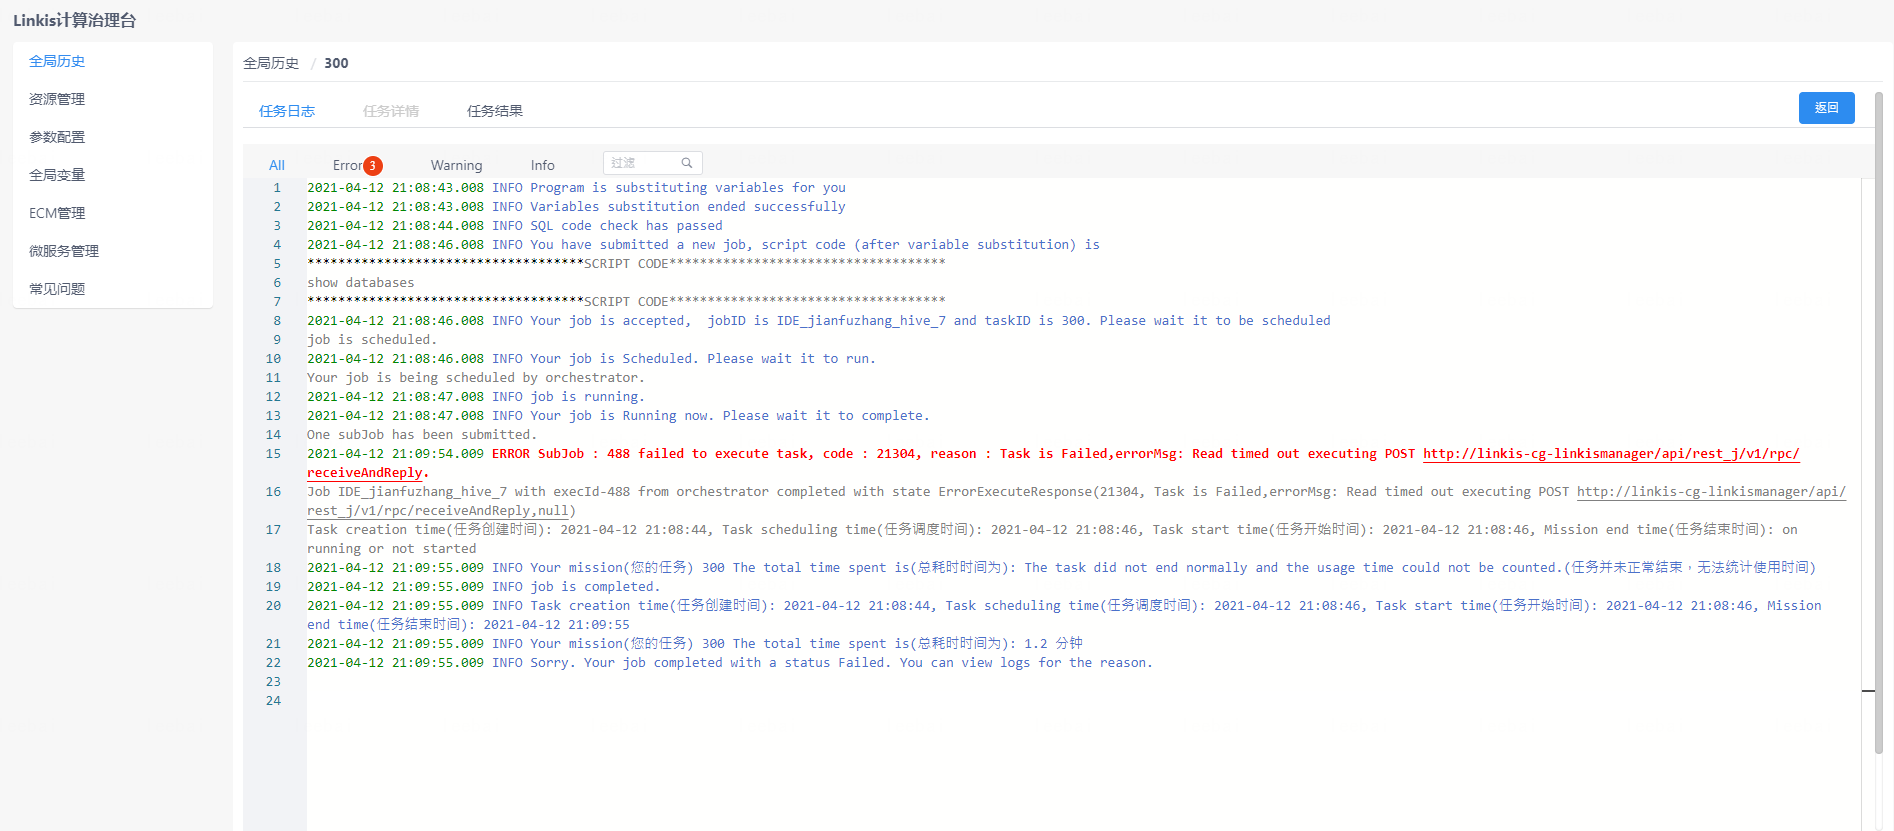 Linkis计算治理台
全局历史
资源管理
参数配置
全局变量
ECM管理
微服务管理
常见问题
全局历史 / 300
任务日志 任务详情 任务结果
返回
All Error 3 Warning Info 过滤
1 2021-04-12 21:08:43.008 INFO Program is substituting variables for you
2 2021-04-12 21:08:43.008 INFO Variables substitution ended successfully
3 2021-04-12 21:08:44.008 INFO SQL code check has passed
4 2021-04-12 21:08:46.008 INFO You have submitted a new job, script code (after variable substitution) is
5 ************************************SCRIPT CODE************************************
6 show databases
7 ************************************SCRIPT CODE************************************
8 2021-04-12 21:08:46.008 INFO Your job is accepted,  jobID is IDE_jianfuzhang_hive_7 and taskID is 300. Please wait it to be scheduled
9 job is scheduled.
10 2021-04-12 21:08:46.008 INFO Your job is Scheduled. Please wait it to run.
11 Your job is being scheduled by orchestrator.
12 2021-04-12 21:08:47.008 INFO job is running.
13 2021-04-12 21:08:47.008 INFO Your job is Running now. Please wait it to complete.
14 One subJob has been submitted.
15 2021-04-12 21:09:54.009 ERROR SubJob : 488 failed to execute task, code : 21304, reason : Task is Failed,errorMsg: Read timed out executing POST http://linkis-cg-linkismanager/api/rest_j/v1/rpc/
receiveAndReply.
16 Job IDE_jianfuzhang_hive_7 with execId-488 from orchestrator completed with state ErrorExecuteResponse(21304, Task is Failed,errorMsg: Read timed out executing POST http://linkis-cg-linkismanager/api/
rest_j/v1/rpc/receiveAndReply,null)
17 Task creation time(任务创建时间): 2021-04-12 21:08:44, Task scheduling time(任务调度时间): 2021-04-12 21:08:46, Task start time(任务开始时间): 2021-04-12 21:08:46, Mission end time(任务结束时间): on
running or not started
18 2021-04-12 21:09:55.009 INFO Your mission(您的任务) 300 The total time spent is(总耗时时间为): The task did not end normally and the usage time could not be counted.(任务并未正常结束，无法统计使用时间)
19 2021-04-12 21:09:55.009 INFO job is completed.
20 2021-04-12 21:09:55.009 INFO Task creation time(任务创建时间): 2021-04-12 21:08:44, Task scheduling time(任务调度时间): 2021-04-12 21:08:46, Task start time(任务开始时间): 2021-04-12 21:08:46, Mission
end time(任务结束时间): 2021-04-12 21:09:55
21 2021-04-12 21:09:55.009 INFO Your mission(您的任务) 300 The total time spent is(总耗时时间为): 1.2 分钟
22 2021-04-12 21:09:55.009 INFO Sorry. Your job completed with a status Failed. You can view logs for the reason.
23
24